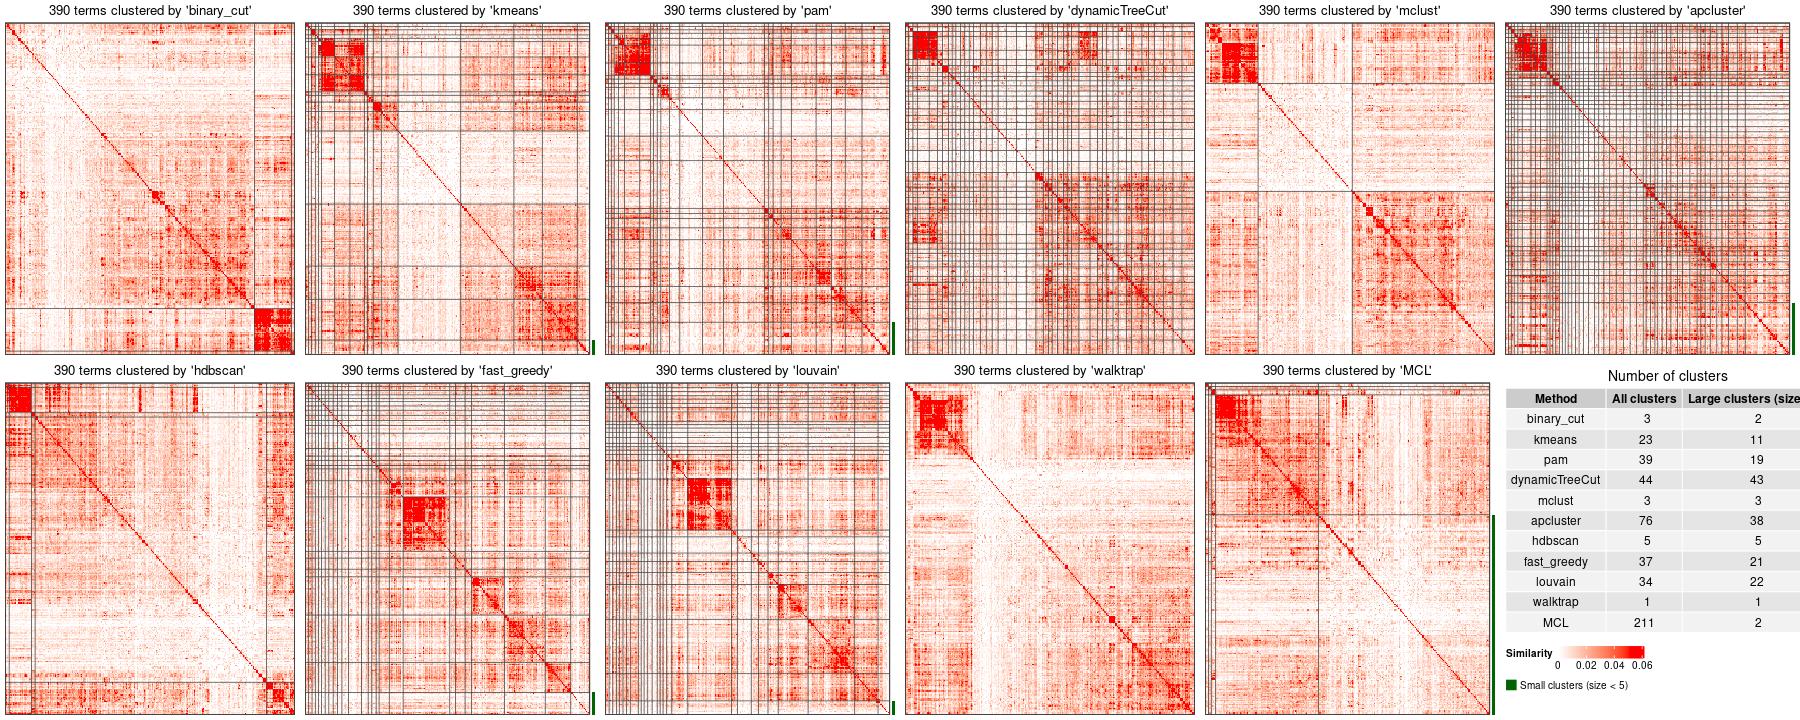 390 terms clustered by 'binary_cut'
390 terms clustered by 'kmeans'
390 terms clustered by 'pam'
390 terms clustered by 'dynamicTreeCut'
390 terms clustered by 'mclust'
390 terms clustered by 'apcluster'
390 terms clustered by 'hdbscan'
390 terms clustered by 'fast_greedy'
390 terms clustered by 'louvain'
390 terms clustered by 'walktrap'
390 terms clustered by 'MCL'
Number of clusters
Method All clusters Large clusters (size
binary_cut 3 2
kmeans 23 11
pam 39 19
dynamicTreeCut 44 43
mclust 3 3
apcluster 76 38
hdbscan 5 5
fast_greedy 37 21
louvain 34 22
walktrap 1 1
MCL 211 2
Similarity
0 0.02 0.04 0.06
Small clusters (size < 5)